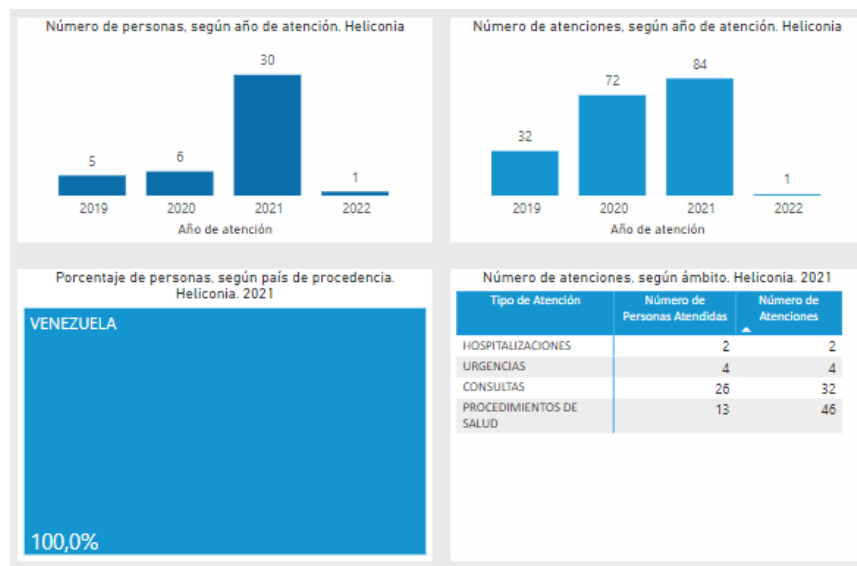 Número de personas, según año de atención. Heliconia
5
6
30
1
2019 2020 2021 2022
Año de atención
Número de atenciones, según año de atención. Heliconia
32
72
84
1
2019 2020 2021 2022
Año de atención
Porcentaje de personas, según país de procedencia.
Heliconia. 2021
VENEZUELA
100,0%
Número de atenciones, según ámbito. Heliconia. 2021
Tipo de Atención Número de Personas Atendidas Número de Atenciones
HOSPITALIZACIONES 2 2
URGENCIAS 4 4
CONSULTAS 26 32
PROCEDIMIENTOS DE SALUD 13 46